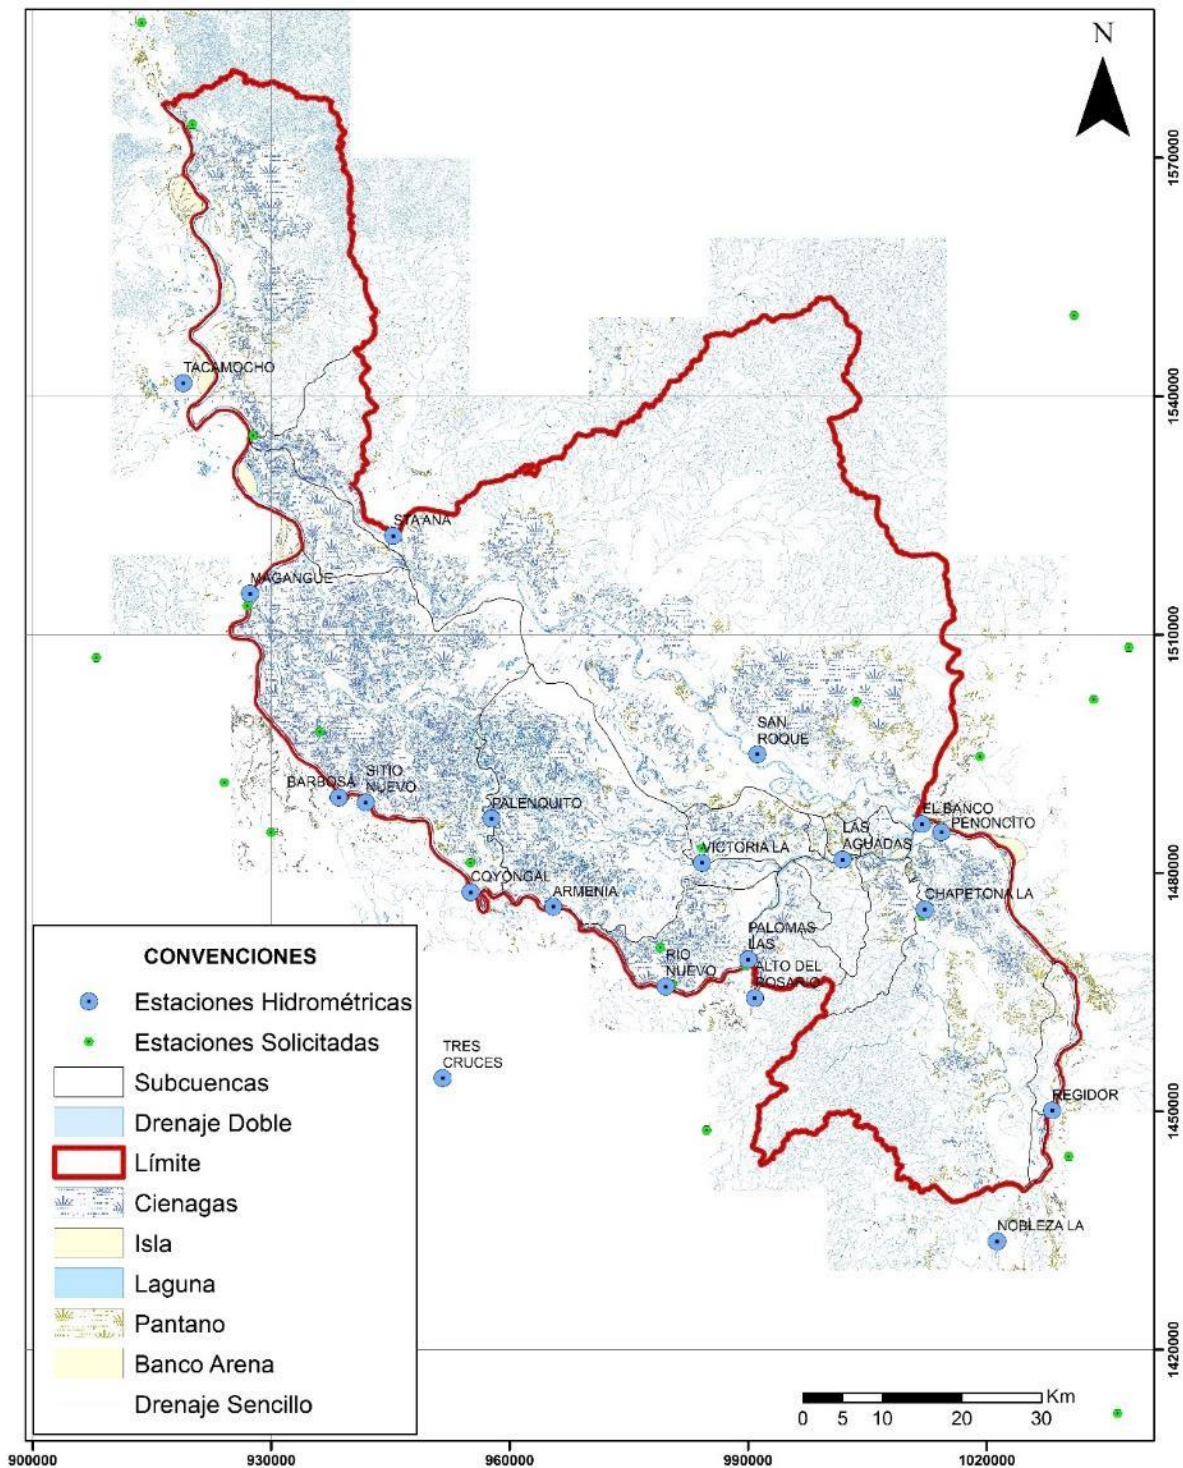 N
1570000
TACAMOCHO
1540000
STA ANA
MAGANGUE
1510000
SAN
ROQUE
BARBOSA
SITIO
NUEVO
PALENQUITO
EL BANCO
PENONCITO
LAS
AGUADAS
VICTORIA LA
1480000
COYONGAL
ARMENIA
CHAPETONA LA
PALOMAS
LAS
RIO
NUEVO
ALTO DEL
ROSARIO
TRES
CRUCES
1450000
REGIDOR
NOBLEZA LA
1420000
CONVENCIONES
Estaciones Hidrométricas
Estaciones Solicitadas
Subcuencas
Drenaje Doble
Límite
Cienagas
Isla
Laguna
Pantano
Banco Arena
Drenaje Sencillo
Km
0 5 10 20 30
900000 930000 960000 990000 1020000